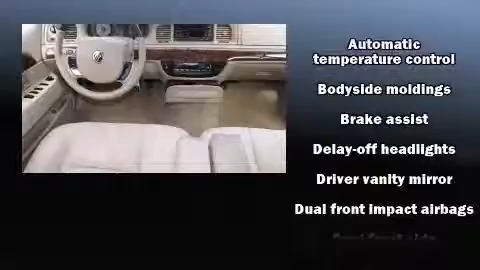 Automatic
temperature control
Bodyside moldings
Brake assist
Delay-off headlights
Driver vanity mirror
Dual front impact airbags